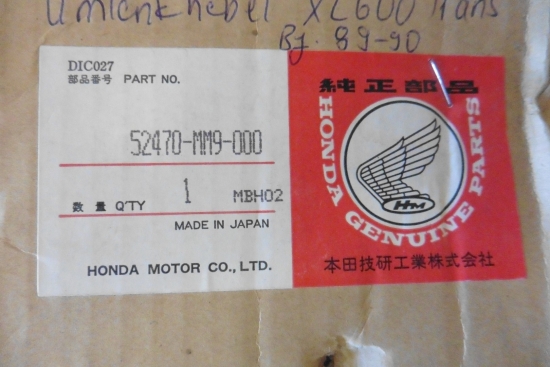 Umlenkhebel XL600 Trans
Bj. 89-90
DIC027
部品番号 PART NO.
52470-MM9-000
数量 Q'TY 1 MBH02
MADE IN JAPAN
HONDA MOTOR CO.,LTD.
純正部品
HONDA GENUINE PARTS
HM
本田技研工業株式会社